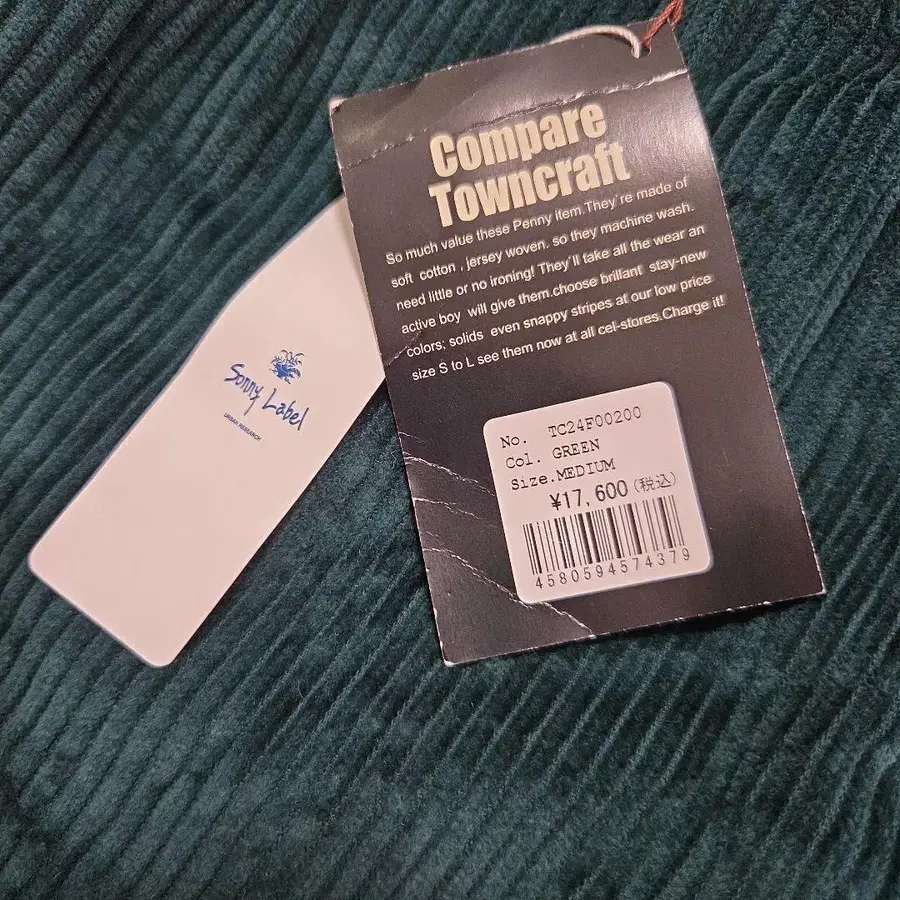 Compare
Towncraft
So much value these Penny item.They're made of
soft cotton , jersey woven. so they machine wash.
need little or no ironing! They'll take all the wear an
active boy will give them.choose brillant stay-new
colors; solids even snappy stripes at our low price
size S to L see them now at all cel-stores.Charge it!
Sonny Label
URBAN RESEARCH
No. TC24F00200
Col. GREEN
Size.MEDIUM
¥17,600(税込)
4580594574379